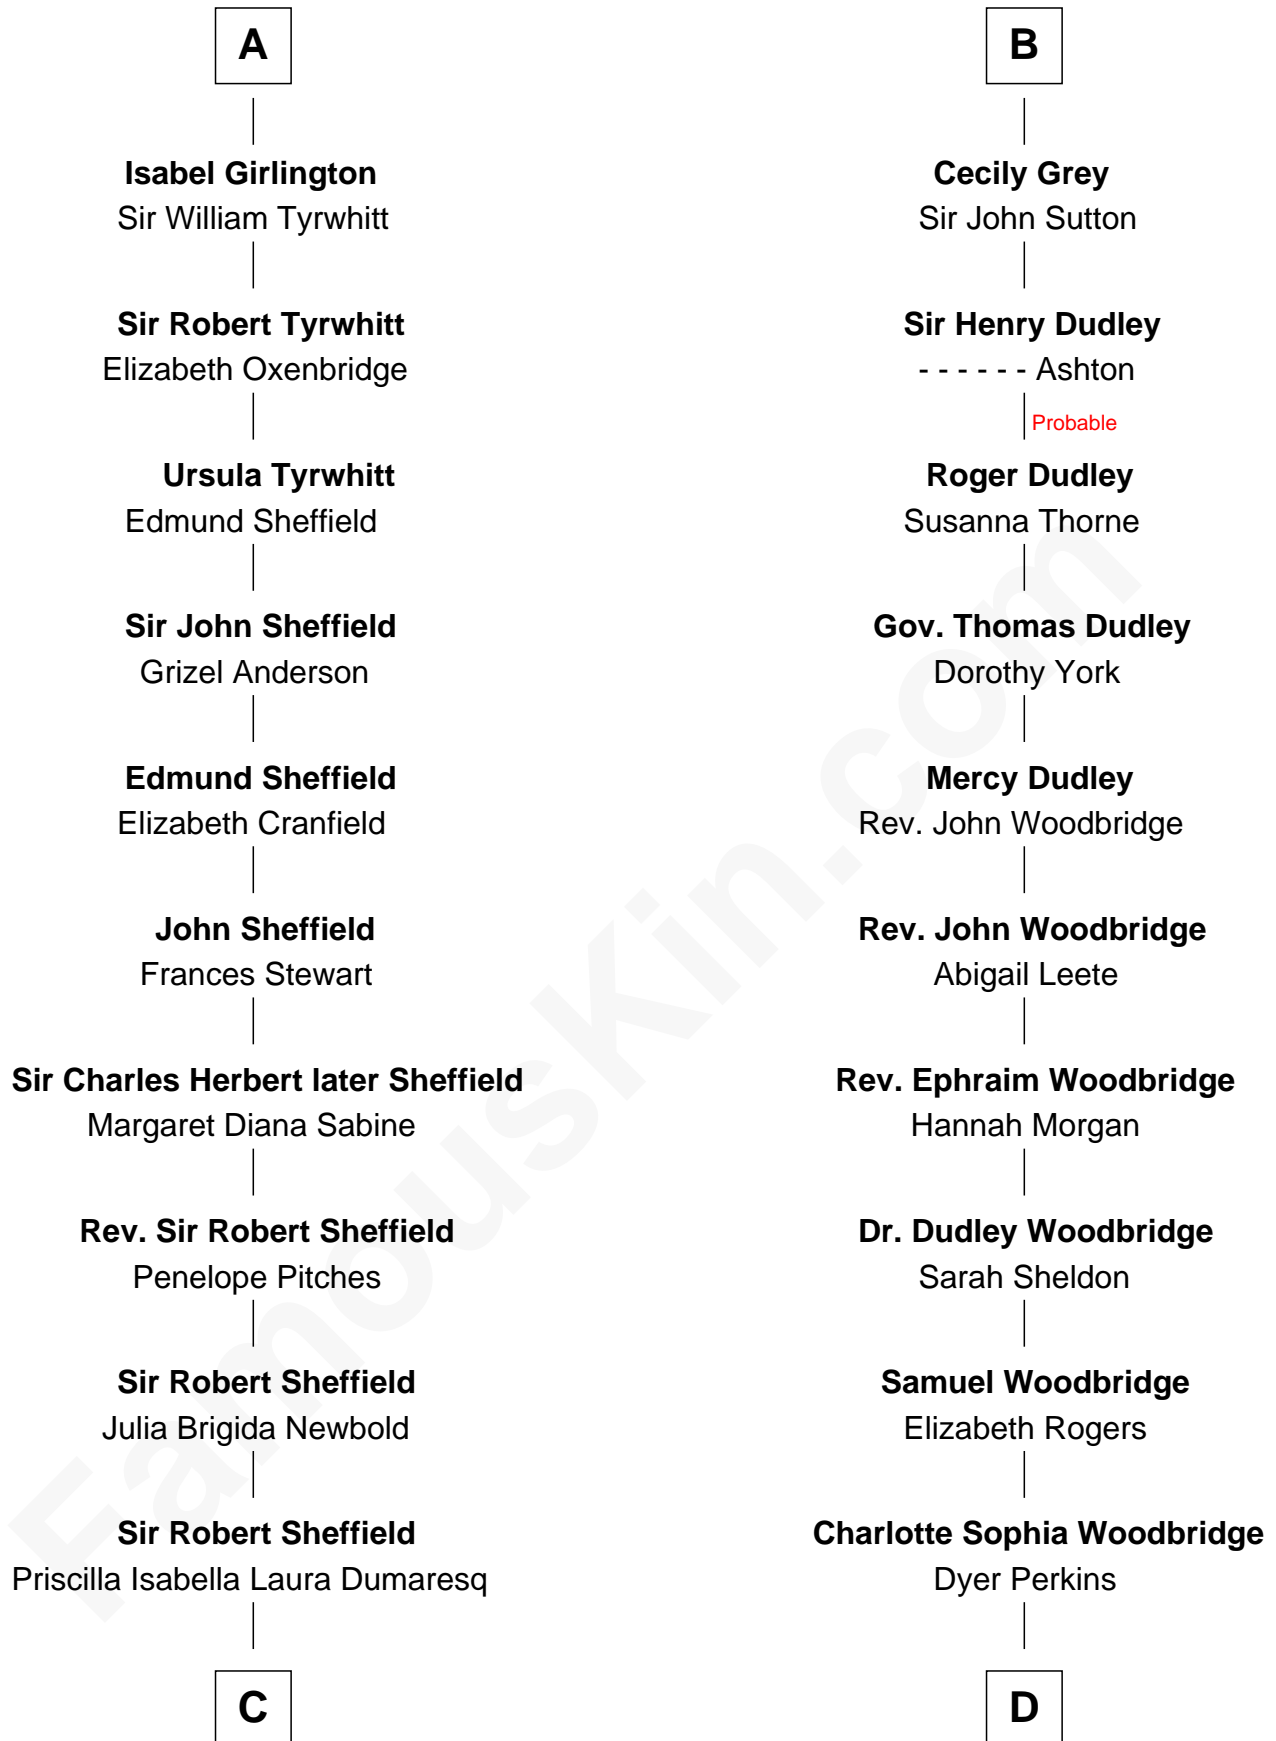 A
Isabel Girlington
Sir William Tyrwhitt
Sir Robert Tyrwhitt
Elizabeth Oxenbridge
Ursula Tyrwhitt
Edmund Sheffield
Sir John Sheffield
Grizel Anderson
Edmund Sheffield
Elizabeth Cranfield
John Sheffield
Frances Stewart
Sir Charles Herbert later Sheffield
Margaret Diana Sabine
Rev. Sir Robert Sheffield
Penelope Pitches
Sir Robert Sheffield
Julia Brigida Newbold
Sir Robert Sheffield
Priscilla Isabella Laura Dumaresq
C
B
Cecily Grey
Sir John Sutton
Sir Henry Dudley
- - - - - - Ashton
Probable
Roger Dudley
Susanna Thorne
Gov. Thomas Dudley
Dorothy York
Mercy Dudley
Rev. John Woodbridge
Rev. John Woodbridge
Abigail Leete
Rev. Ephraim Woodbridge
Hannah Morgan
Dr. Dudley Woodbridge
Sarah Sheldon
Samuel Woodbridge
Elizabeth Rogers
Charlotte Sophia Woodbridge
Dyer Perkins
D
FamousKin.com